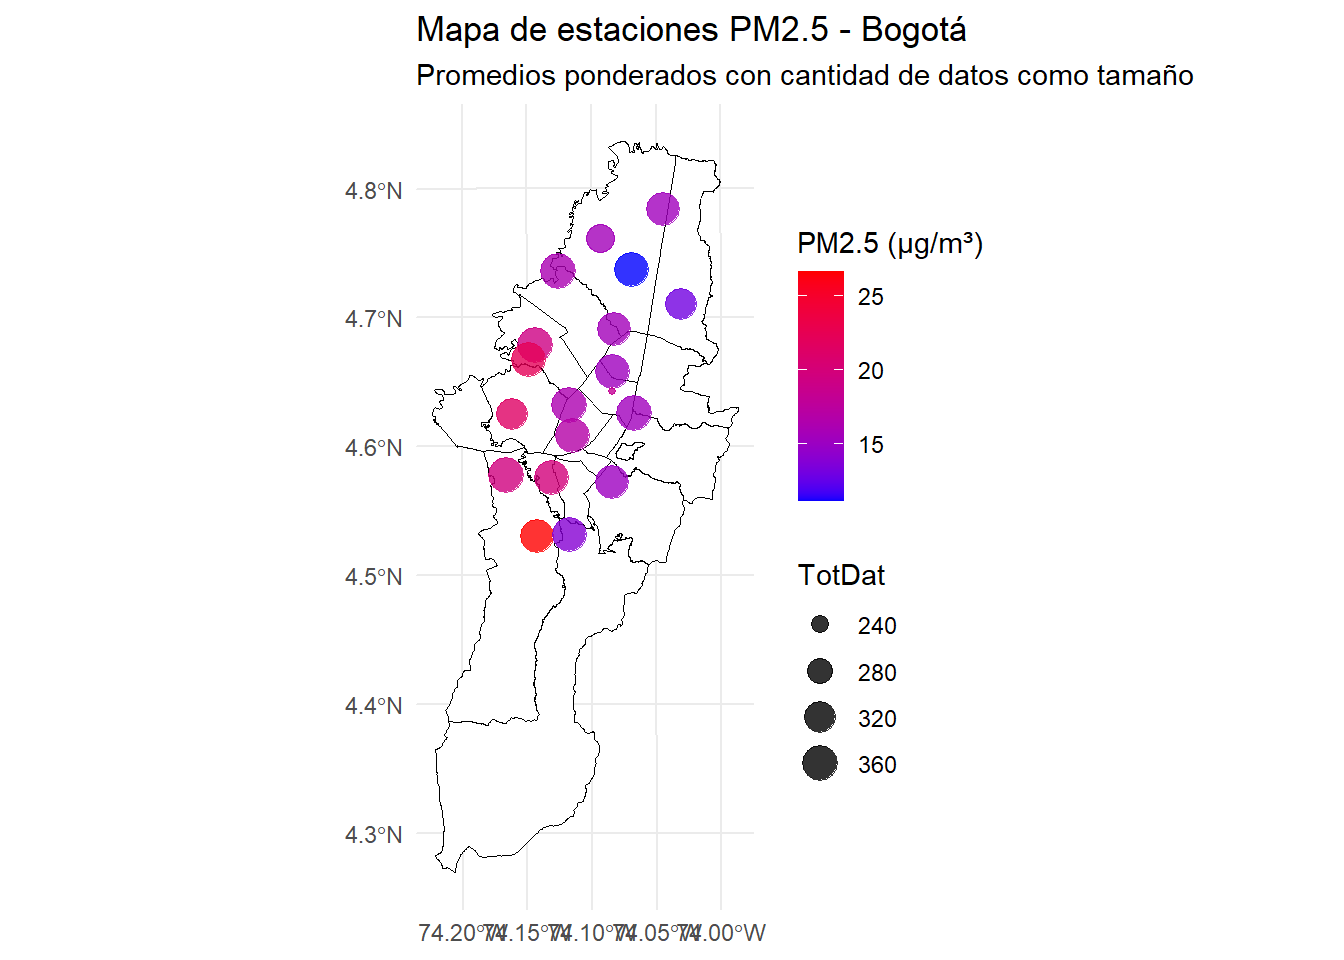 Mapa de estaciones PM2.5 - Bogotá
Promedios ponderados con cantidad de datos como tamaño
4.8°N
4.7°N
4.6°N
4.5°N
4.4°N
4.3°N
74.20°W 74.15°W 74.10°W 74.05°W 74.00°W
PM2.5 (µg/m³)
25
20
15
TotDat
240
280
320
360